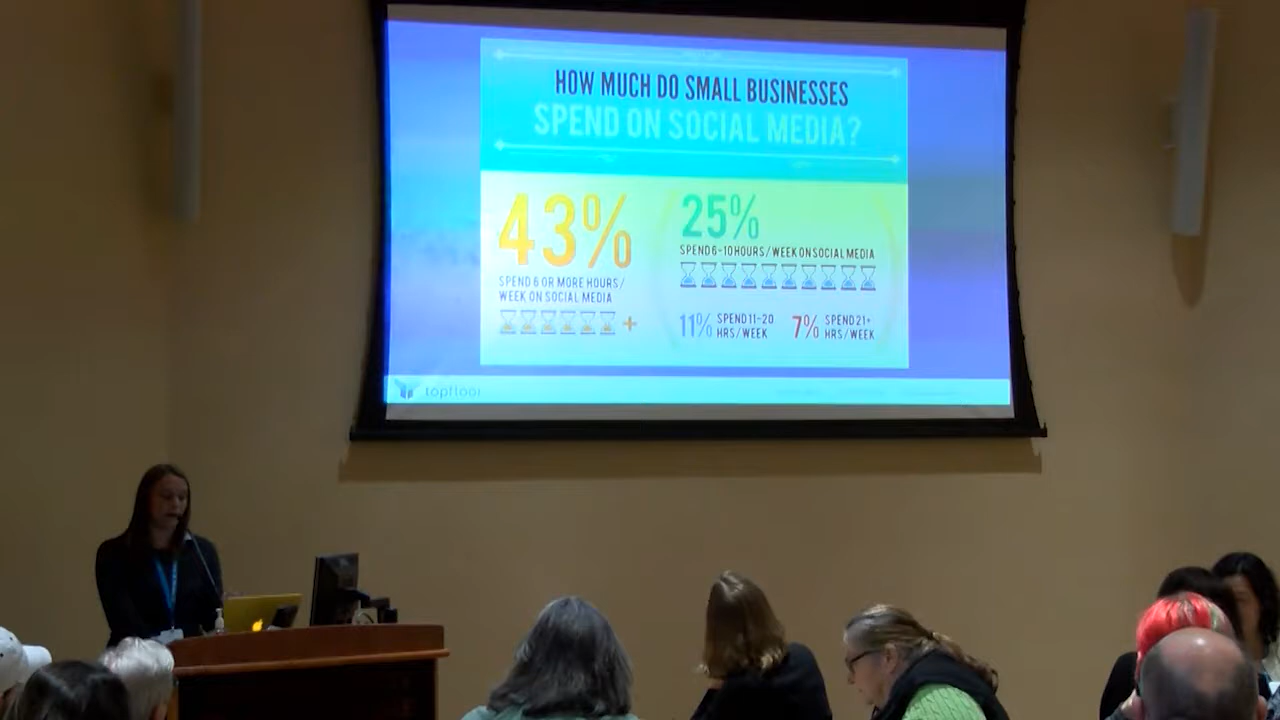 HOW MUCH DO SMALL BUSINESSES
SPEND ON SOCIAL MEDIA?
43%
SPEND 6 OR MORE HOURS/
WEEK ON SOCIAL MEDIA
+
25%
SPEND 6-10 HOURS/WEEK ON SOCIAL MEDIA
11% SPEND 11-20
HRS/WEEK
7% SPEND 21+
HRS/WEEK
topfloor